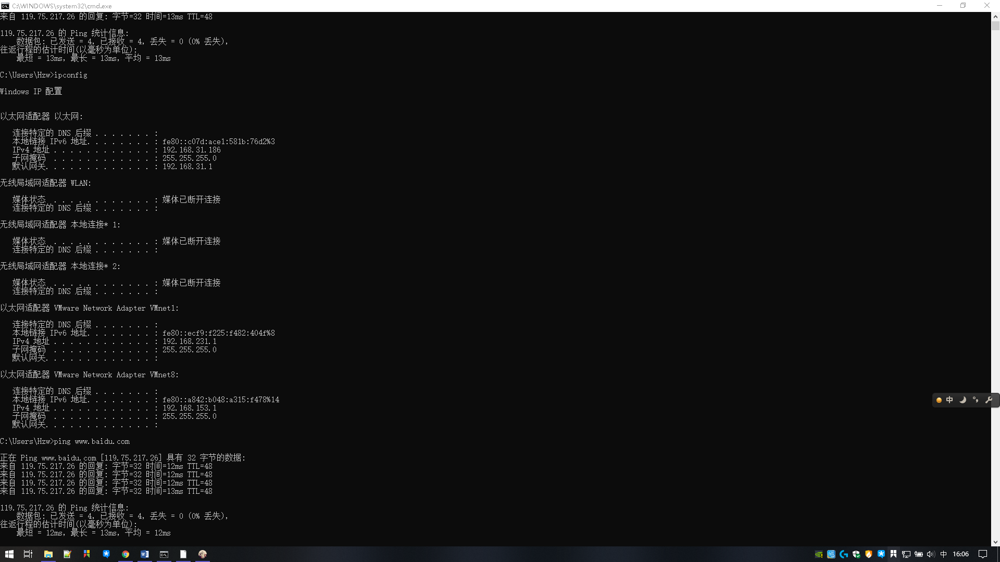 C:\WINDOWS\system32\cmd.exe
来自 119.75.217.26 的回复: 字节=32 时间=13ms TTL=48
119.75.217.26 的 Ping 统计信息:
数据包: 已发送 = 4，已接收 = 4，丢失 = 0 (0% 丢失)，
往返行程的估计时间(以毫秒为单位):
最短 = 13ms，最长 = 13ms，平均 = 13ms
C:\Users\Hzw>ipconfig
Windows IP 配置
以太网适配器 以太网:
连接特定的 DNS 后缀 . . . . . . . :
本地链接 IPv6 地址. . . . . . . . : fe80::c07d:ace1:581b:76d2%3
IPv4 地址 . . . . . . . . . . . . : 192.168.31.186
子网掩码 . . . . . . . . . . . . : 255.255.255.0
默认网关. . . . . . . . . . . . . : 192.168.31.1
无线局域网适配器 WLAN:
媒体状态 . . . . . . . . . . . . : 媒体已断开连接
连接特定的 DNS 后缀 . . . . . . . :
无线局域网适配器 本地连接* 1:
媒体状态 . . . . . . . . . . . . : 媒体已断开连接
连接特定的 DNS 后缀 . . . . . . . :
无线局域网适配器 本地连接* 2:
媒体状态 . . . . . . . . . . . . : 媒体已断开连接
连接特定的 DNS 后缀 . . . . . . . :
以太网适配器 VMware Network Adapter VMnet1:
连接特定的 DNS 后缀 . . . . . . . :
本地链接 IPv6 地址. . . . . . . . : fe80::ecf9:f225:f482:404f%8
IPv4 地址 . . . . . . . . . . . . : 192.168.231.1
子网掩码 . . . . . . . . . . . . : 255.255.255.0
默认网关. . . . . . . . . . . . . :
以太网适配器 VMware Network Adapter VMnet8:
连接特定的 DNS 后缀 . . . . . . . :
本地链接 IPv6 地址. . . . . . . . : fe80::a842:b048:a315:f478%14
IPv4 地址 . . . . . . . . . . . . : 192.168.153.1
子网掩码 . . . . . . . . . . . . : 255.255.255.0
默认网关. . . . . . . . . . . . . :
中
C:\Users\Hzw>ping www.baidu.com
正在 Ping www.baidu.com [119.75.217.26] 具有 32 字节的数据:
来自 119.75.217.26 的回复: 字节=32 时间=12ms TTL=48
来自 119.75.217.26 的回复: 字节=32 时间=12ms TTL=48
来自 119.75.217.26 的回复: 字节=32 时间=12ms TTL=48
来自 119.75.217.26 的回复: 字节=32 时间=13ms TTL=48
119.75.217.26 的 Ping 统计信息:
数据包: 已发送 = 4，已接收 = 4，丢失 = 0 (0% 丢失)，
往返行程的估计时间(以毫秒为单位):
最短 = 12ms，最长 = 13ms，平均 = 12ms
中 16:06